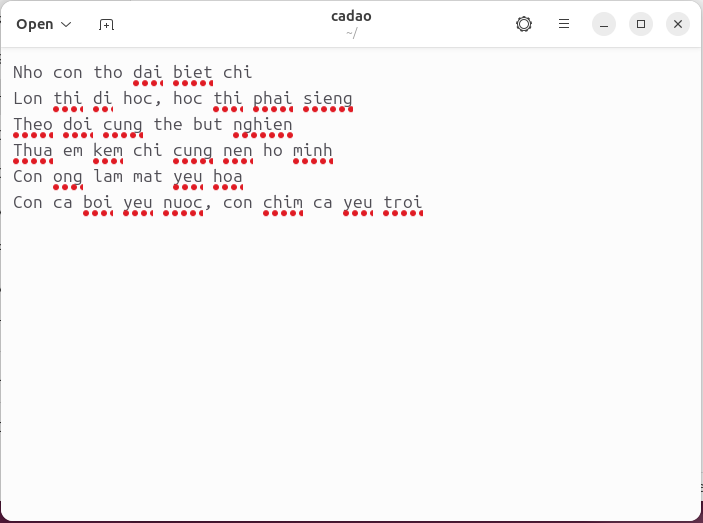 Open
cadao
~/
Nho con tho dai biet chi
Lon thi di hoc, hoc thi phai sieng
Theo doi cung the but nghien
Thua em kem chi cung nen ho minh
Con ong lam mat yeu hoa
Con ca boi yeu nuoc, con chim ca yeu troi